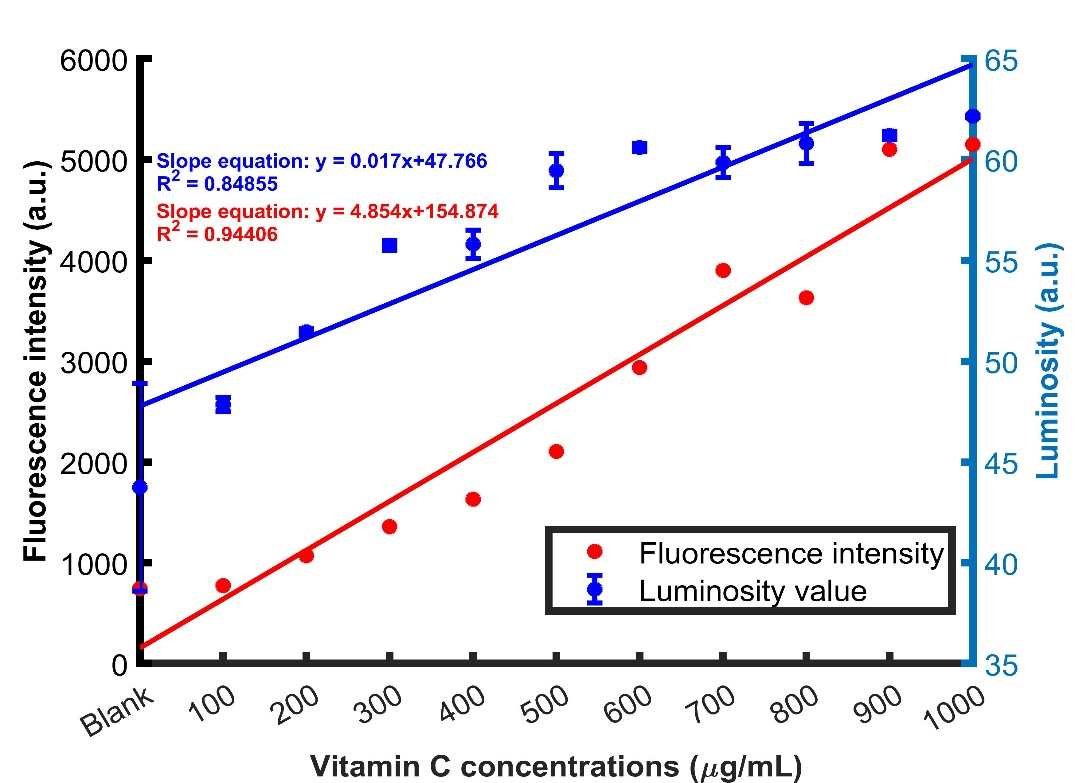 6000
5000
4000
3000
2000
1000
0
Fluorescence intensity (a.u.)
Slope equation: y = 0.017x+47.766
R² = 0.84855
Slope equation: y = 4.854x+154.874
R² = 0.94406
Fluorescence intensity
Luminosity value
65
60
55
50
45
40
35
Luminosity (a.u.)
Blank
100
200
300
400
500
600
700
800
900
1000
Vitamin C concentrations (μg/mL)